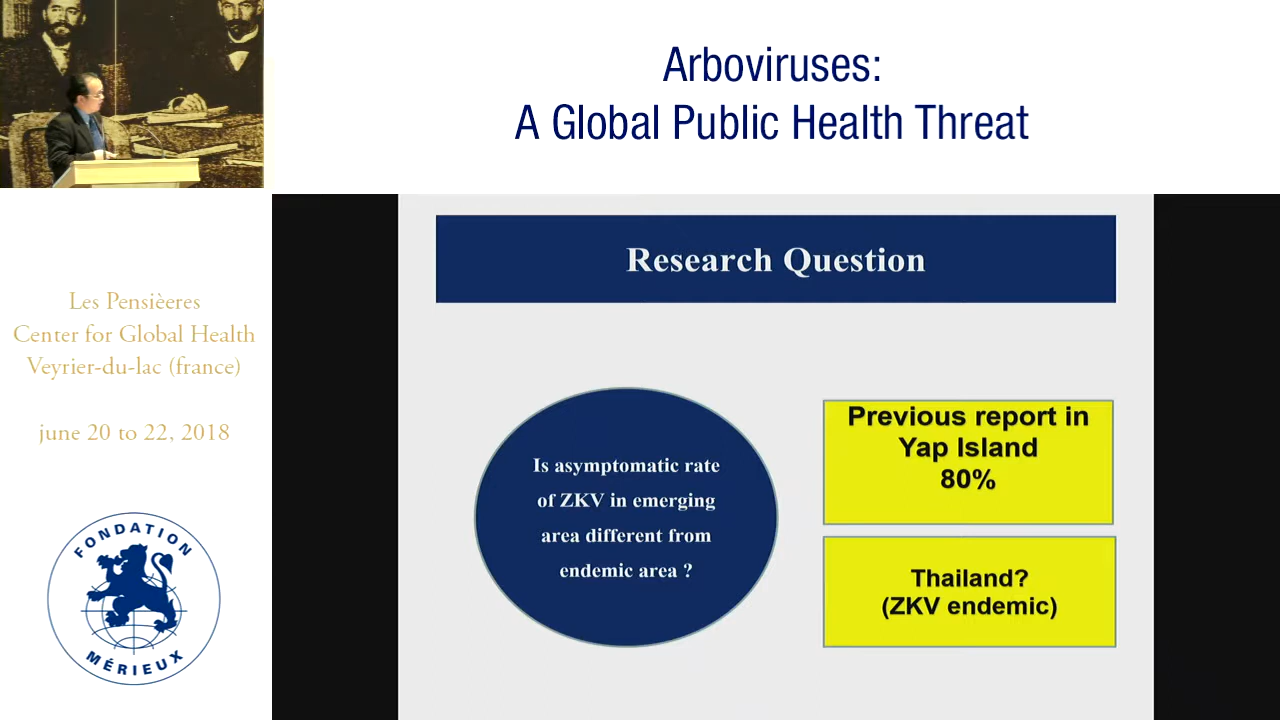 Arboviruses:
A Global Public Health Threat
Les Pensièeres
Center for Global Health
Veyrier-du-lac (france)
june 20 to 22, 2018
FONDATION
MÉRIEUX
Research Question
Is asymptomatic rate
of ZKV in emerging
area different from
endemic area ?
Previous report in
Yap Island
80%
Thailand?
(ZKV endemic)